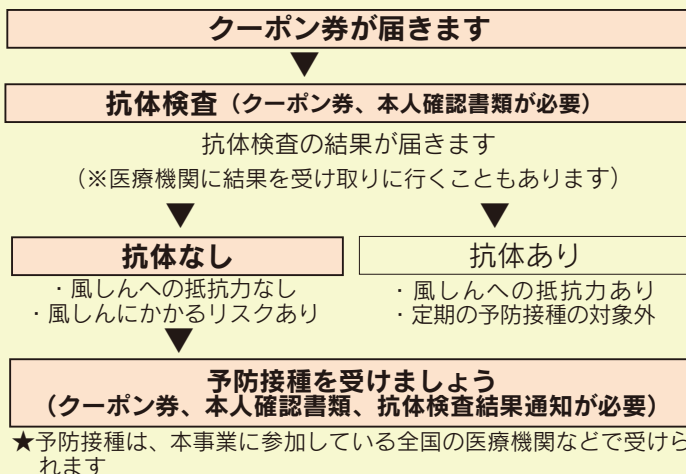 クーポン券が届きます
▼
抗体検査（クーポン券、本人確認書類が必要）
抗体検査の結果が届きます
（※医療機関に結果を受け取りに行くこともあります）
▼ ▼
抗体なし
・風しんへの抵抗力なし
・風しんにかかるリスクあり
抗体あり
・風しんへの抵抗力あり
・定期の予防接種の対象外
▼
予防接種を受けましょう
（クーポン券、本人確認書類、抗体検査結果通知が必要）
★予防接種は、本事業に参加している全国の医療機関などで受けら
れます